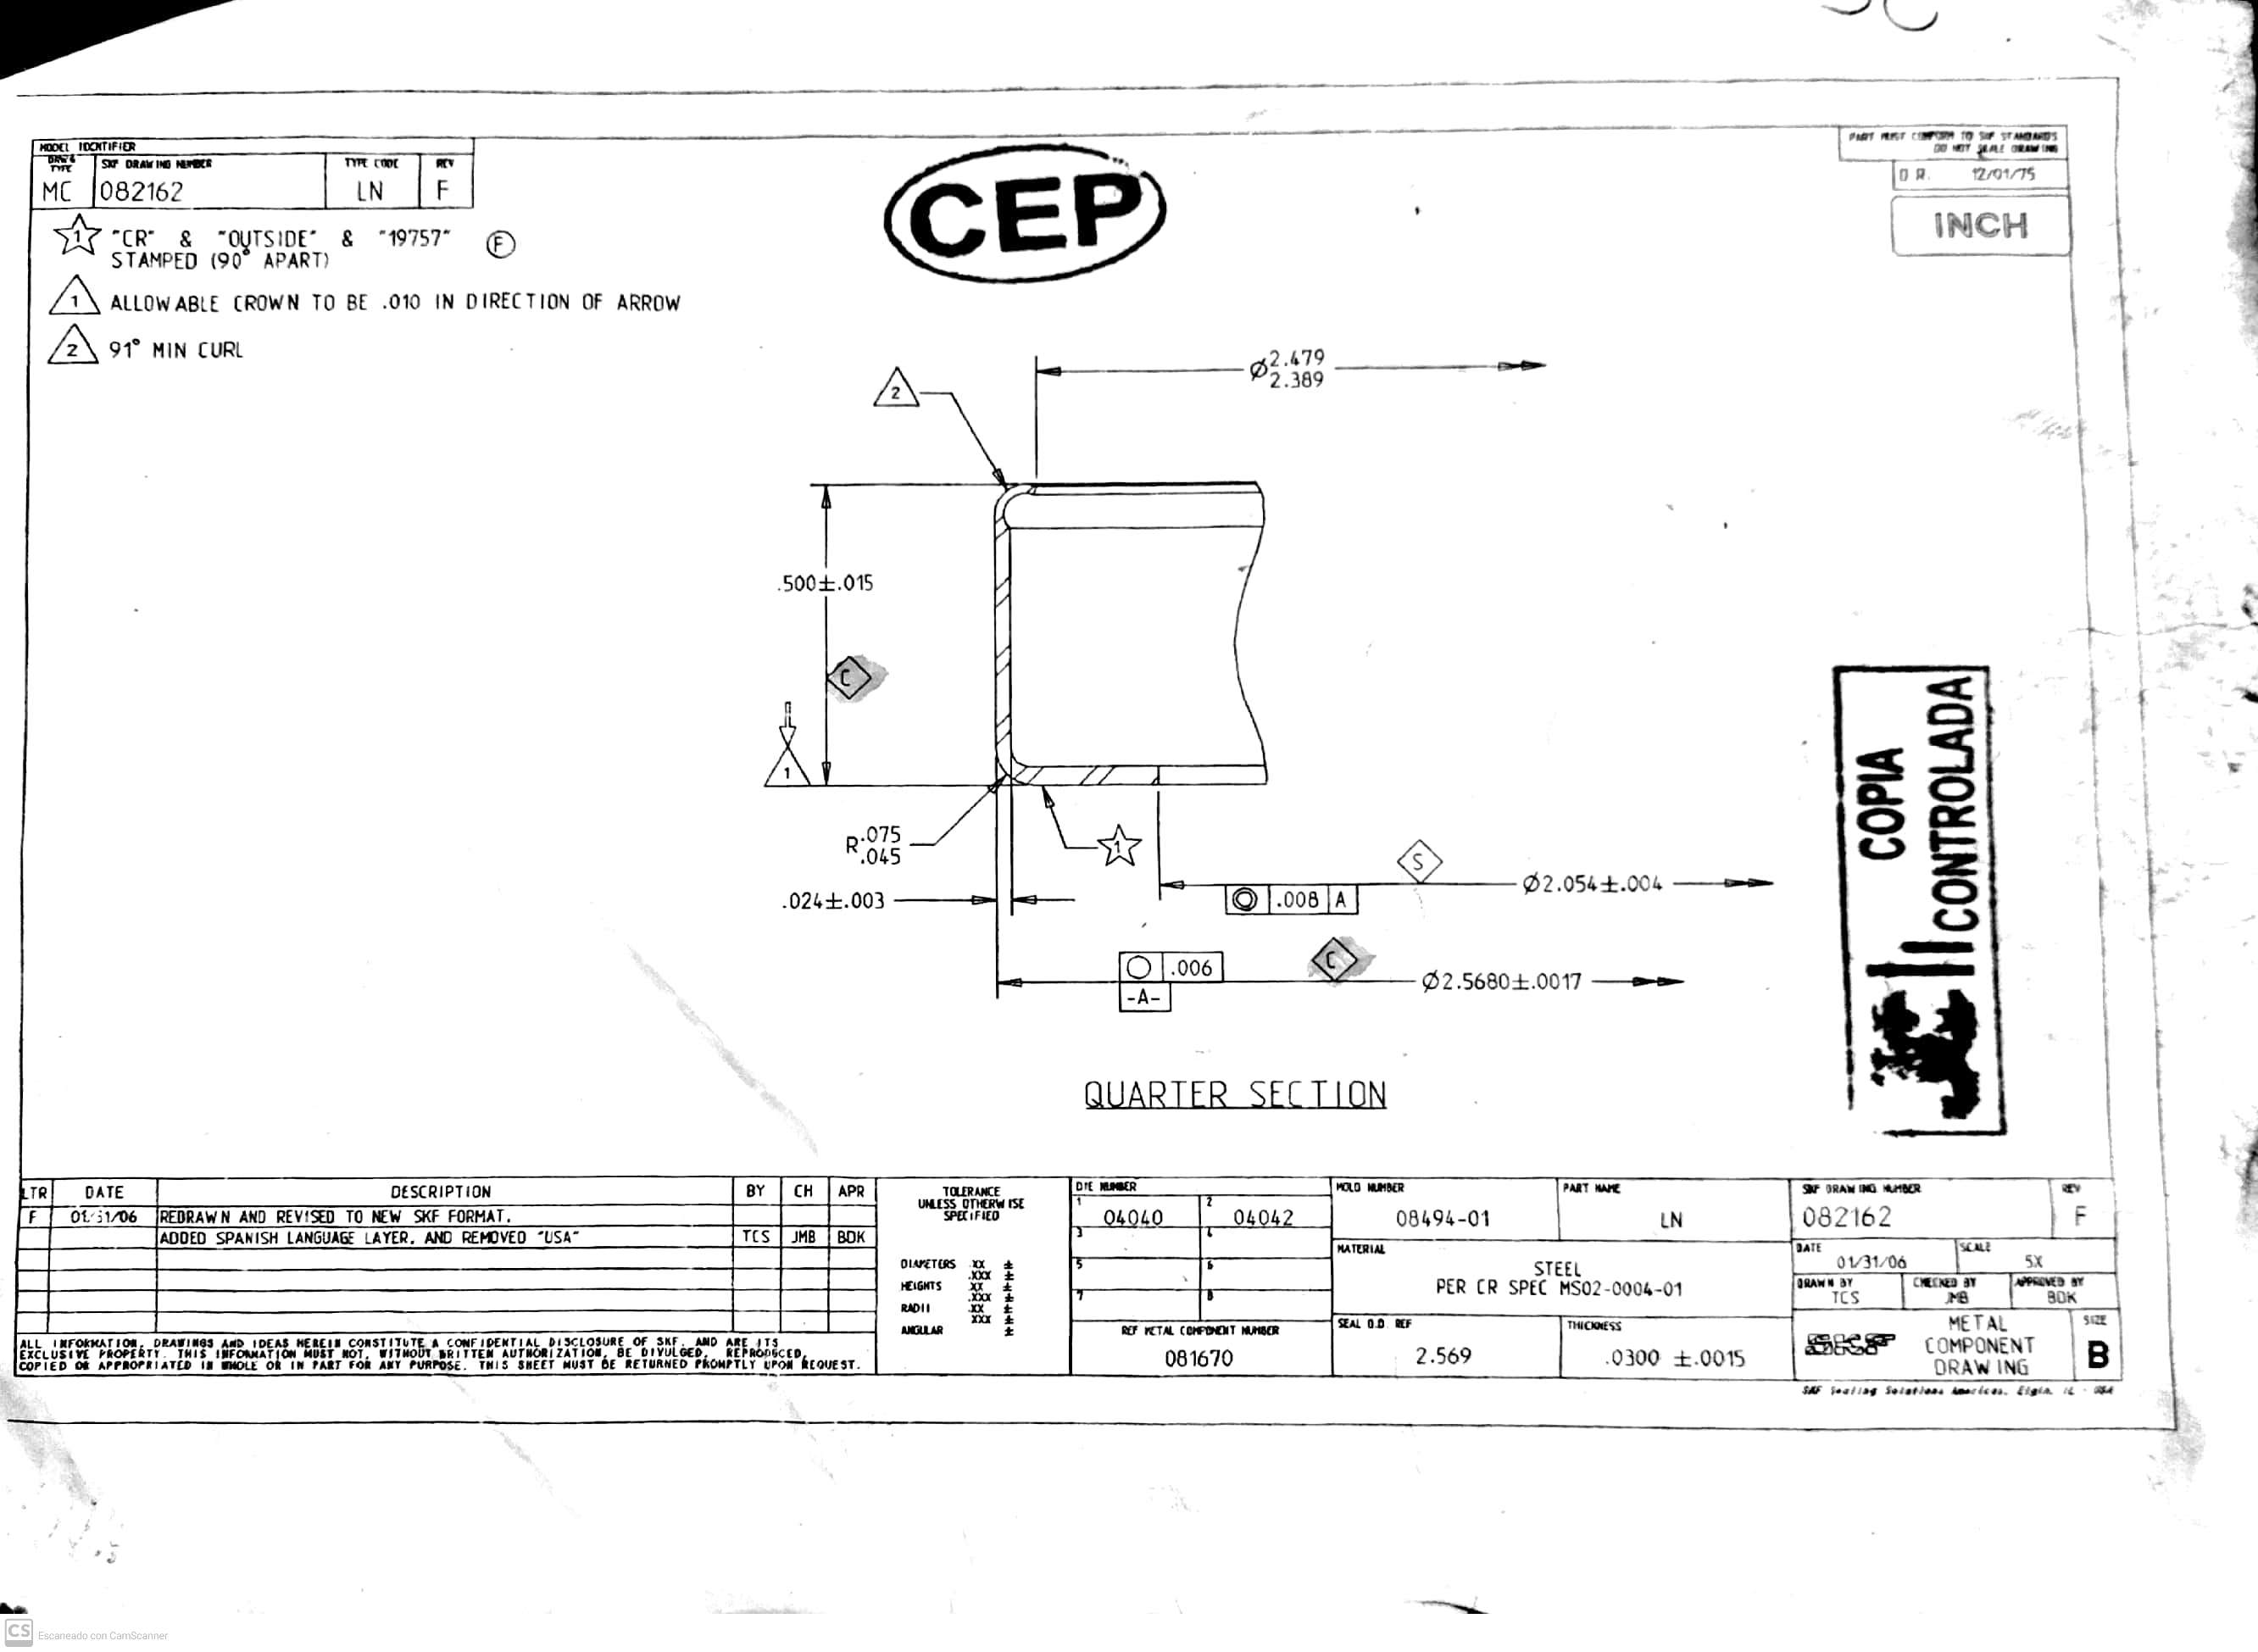 MODEL IDENTIFIER
DRW'G TYPE
SKF DRAWING NUMBER
TYPE CODE
REV
MC
082162
LN
F
1 "CR" & "OUTSIDE" & "19757" F
STAMPED (90° APART)
1 ALLOWABLE CROWN TO BE .010 IN DIRECTION OF ARROW
2 91° MIN CURL
CEP
PART MUST CONFORM TO SKF STANDARDS
DO NOT SCALE DRAWING
O.R. 12/01/75
INCH
Ø2.479
2.389
2
.500±.015
C
1
R.075
.045
1
.024±.003
S
Ø2.054±.004
.008 A
C
.006
-A-
Ø2.5680±.0017
QUARTER SECTION
COPIA
CONTROLADA
LTR DATE DESCRIPTION BY CH APR
F 01/31/06 REDRAWN AND REVISED TO NEW SKF FORMAT.
ADDED SPANISH LANGUAGE LAYER, AND REMOVED "USA" TCS JMB BDK
ALL INFORMATION, DRAWINGS AND IDEAS HEREIN CONSTITUTE A CONFIDENTIAL DISCLOSURE OF SKF, AND ARE ITS
EXCLUSIVE PROPERTY. THIS INFORMATION MUST NOT, WITHOUT WRITTEN AUTHORIZATION, BE DIVULGED, REPRODUCED,
COPIED OR APPROPRIATED IN WHOLE OR IN PART FOR ANY PURPOSE. THIS SHEET MUST BE RETURNED PROMPTLY UPON REQUEST.
TOLERANCE
UNLESS OTHERWISE
SPECIFIED
DIAMETERS .XX ±
.XXX ±
HEIGHTS .XX ±
.XXX ±
RADII .XX ±
.XXX ±
ANGULAR ±
DIE NUMBER
1 04040 2 04042
3 4
5 6
7 8
REF METAL COMPONENT NUMBER
081670
MOLD NUMBER
08494-01
PART NAME
LN
MATERIAL
STEEL
PER CR SPEC MS02-0004-01
SEAL O.D. REF
2.569
THICKNESS
.0300 ±.0015
SKF DRAWING NUMBER
082162
REV
F
DATE
01/31/06
SCALE
5X
DRAWN BY
TCS
CHECKED BY
JMB
APPROVED BY
BDK
SKF
METAL
COMPONENT
DRAWING
SIZE
B
SKF Sealing Solutions Americas, Elgin, IL - USA
CS Escaneado con CamScanner